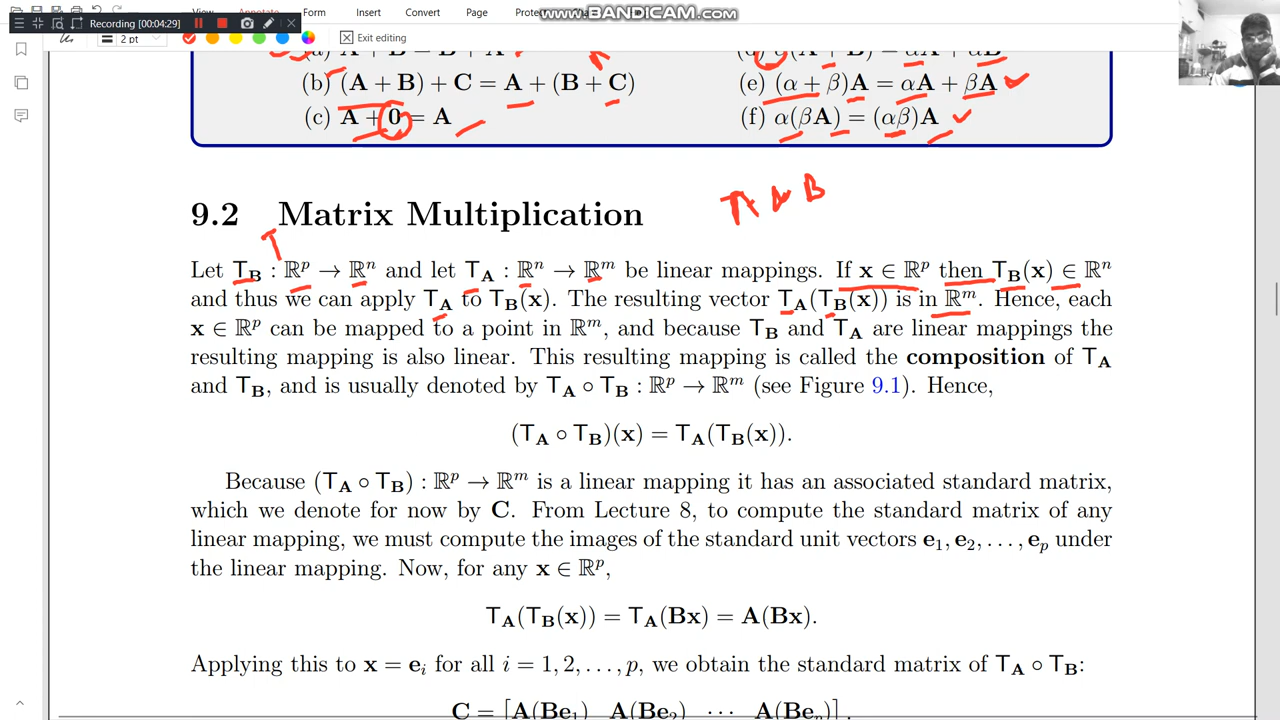 View Annotate Form Insert Convert Page
www.BANDICAM.com
Recording [00:04:29]
2 pt Exit editing
(b) (A + B) + C = A + (B + C) (e) (α + β)A = αA + βA
(c) A + 0 = A (f) α(βA) = (αβ)A
9.2 Matrix Multiplication
Let T_B : ℝ^p → ℝ^n and let T_A : ℝ^n → ℝ^m be linear mappings. If x ∈ ℝ^p then T_B(x) ∈ ℝ^n
and thus we can apply T_A to T_B(x). The resulting vector T_A(T_B(x)) is in ℝ^m. Hence, each
x ∈ ℝ^p can be mapped to a point in ℝ^m, and because T_B and T_A are linear mappings the
resulting mapping is also linear. This resulting mapping is called the composition of T_A
and T_B, and is usually denoted by T_A ∘ T_B : ℝ^p → ℝ^m (see Figure 9.1). Hence,
(T_A ∘ T_B)(x) = T_A(T_B(x)).
Because (T_A ∘ T_B) : ℝ^p → ℝ^m is a linear mapping it has an associated standard matrix,
which we denote for now by C. From Lecture 8, to compute the standard matrix of any
linear mapping, we must compute the images of the standard unit vectors e_1, e_2, . . . , e_p under
the linear mapping. Now, for any x ∈ ℝ^p,
T_A(T_B(x)) = T_A(Bx) = A(Bx).
Applying this to x = e_i for all i = 1, 2, . . . , p, we obtain the standard matrix of T_A ∘ T_B:
C = [A(Be_1) A(Be_2) ⋯ A(Be_p)].